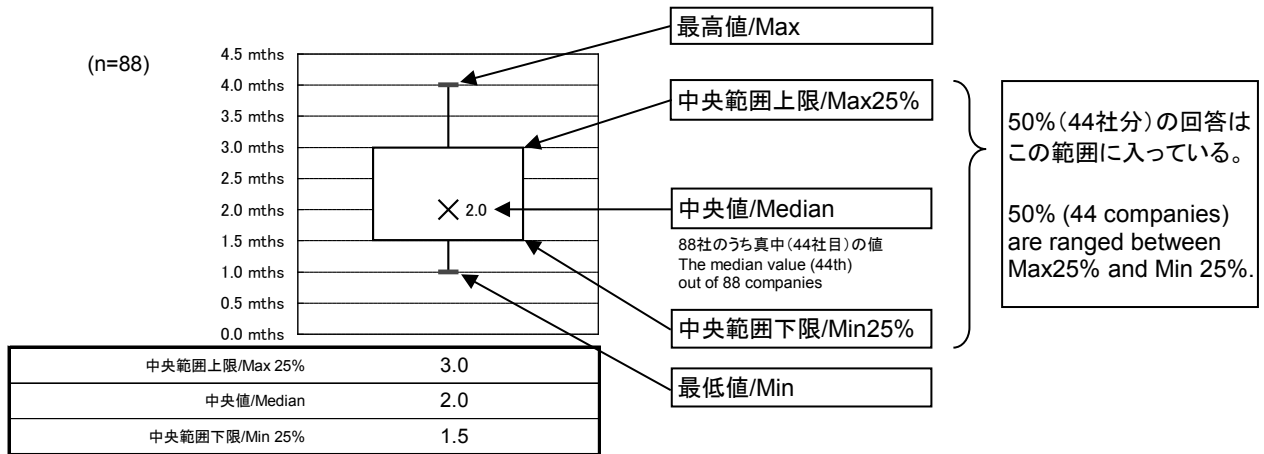 (n=88)
4.5 mths
4.0 mths
3.5 mths
3.0 mths
2.5 mths
2.0 mths
1.5 mths
1.0 mths
0.5 mths
0.0 mths
2.0
最高値/Max
中央範囲上限/Max25%
中央値/Median
88社のうち真中(44社目)の値
The median value (44th)
out of 88 companies
中央範囲下限/Min25%
最低値/Min
50%(44社分)の回答は
この範囲に入っている。
50% (44 companies)
are ranged between
Max25% and Min 25%.
中央範囲上限/Max 25% 3.0
中央値/Median 2.0
中央範囲下限/Min 25% 1.5